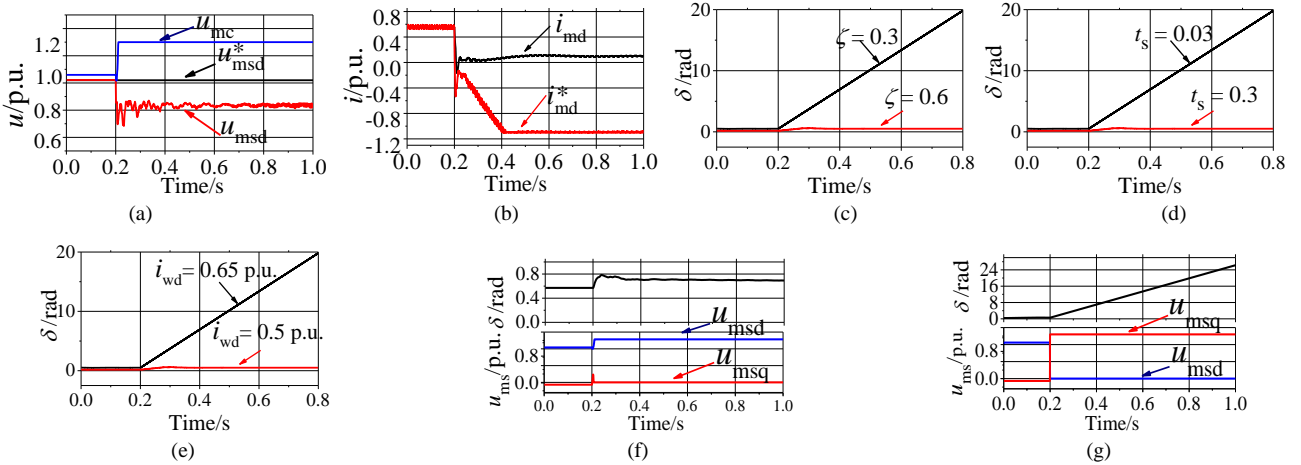 u/p.u.
1.2
1.0
0.8
0.6
u_mc
u*_msd
u_msd
0.0 0.2 0.4 0.6 0.8 1.0
Time/s
(a)
i/p.u.
0.8
0.4
0.0
-0.4
-0.8
-1.2
i_md
i*_md
0.0 0.2 0.4 0.6 0.8 1.0
Time/s
(b)
δ/rad
20
10
0
ζ = 0.3
ζ = 0.6
0.0 0.2 0.4 0.6 0.8
Time/s
(c)
δ/rad
20
10
0
t_s = 0.03
t_s = 0.3
0.0 0.2 0.4 0.6 0.8
Time/s
(d)
δ/rad
20
10
0
i_wd = 0.65 p.u.
i_wd = 0.5 p.u.
0.0 0.2 0.4 0.6 0.8
Time/s
(e)
δ/rad
0.8
0.4
0.0
u_ms/p.u.
0.8
0.0
u_msd
u_msq
0.0 0.2 0.4 0.6 0.8 1.0
Time/s
(f)
δ/rad
24
16
8
0
u_ms/p.u.
0.8
0.0
u_msq
u_msd
0.0 0.2 0.4 0.6 0.8 1.0
Time/s
(g)